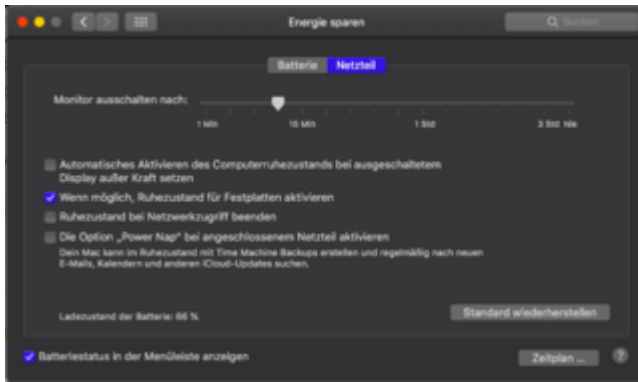 Energie sparen
Suchen
Batterie Netzteil
Monitor ausschalten nach:
1 Min 15 Min 1 Std 3 Std Nie
Automatisches Aktivieren des Computerruhezustands bei ausgeschaltetem
Display außer Kraft setzen
Wenn möglich, Ruhezustand für Festplatten aktivieren
Ruhezustand bei Netzwerkzugriff beenden
Die Option „Power Nap“ bei angeschlossenem Netzteil aktivieren
Dein Mac kann im Ruhezustand mit Time Machine Backups erstellen und regelmäßig nach neuen
E-Mails, Kalendern und anderen iCloud-Updates suchen.
Ladezustand der Batterie: 66 %
Standard wiederherstellen
Batteriestatus in der Menüleiste anzeigen
Zeitplan ...
?